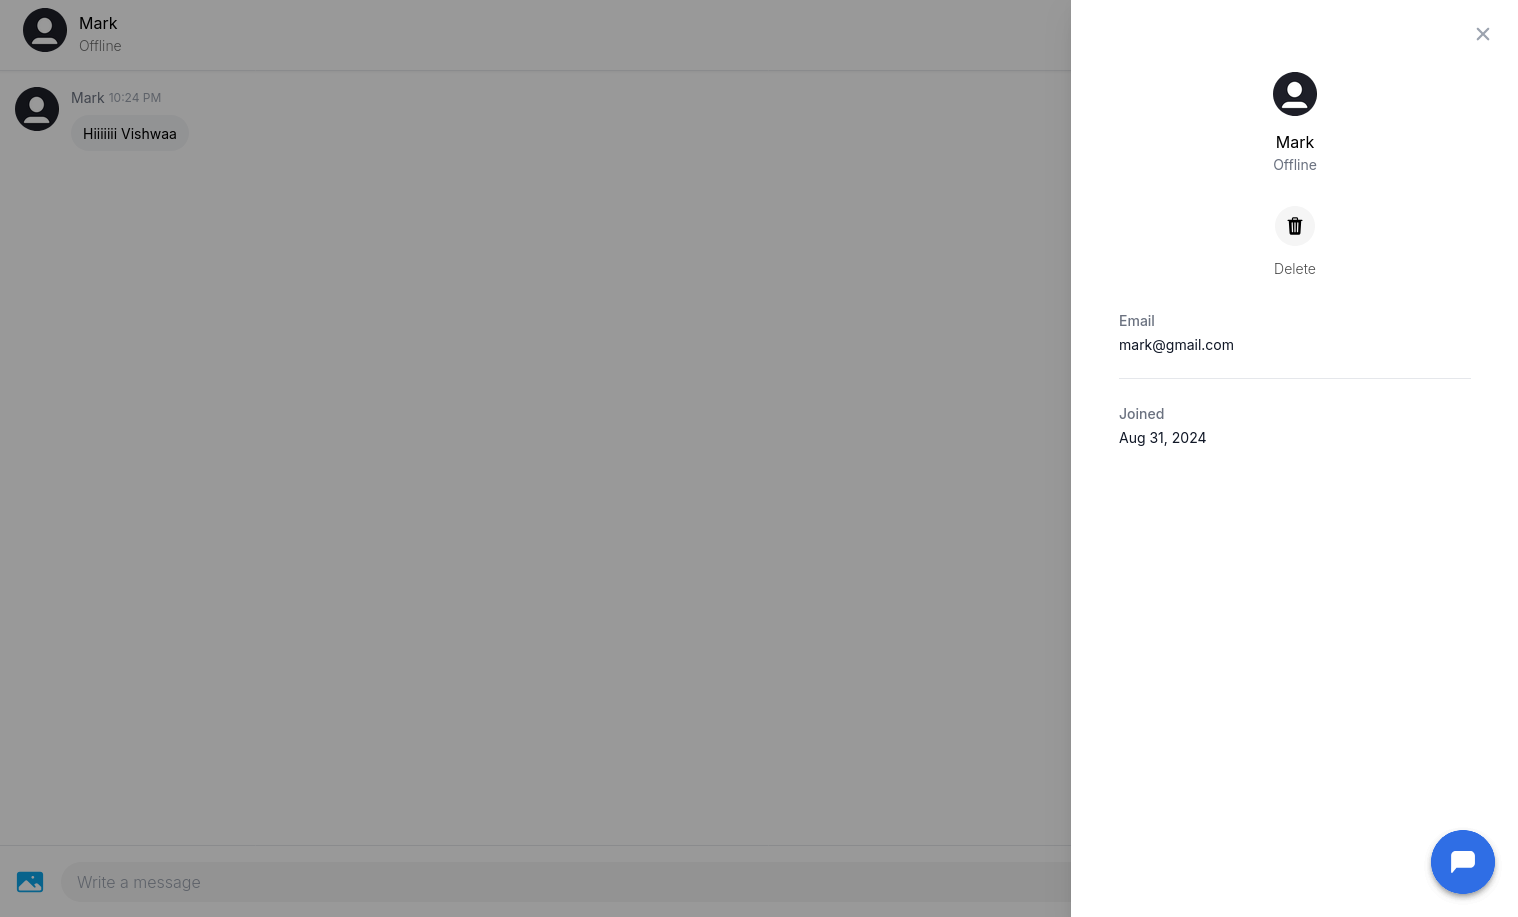 Mark
Offline
Mark 10:24 PM
Hiiiiiii Vishwaa
Write a message
Mark
Offline
Delete
Email
mark@gmail.com
Joined
Aug 31, 2024